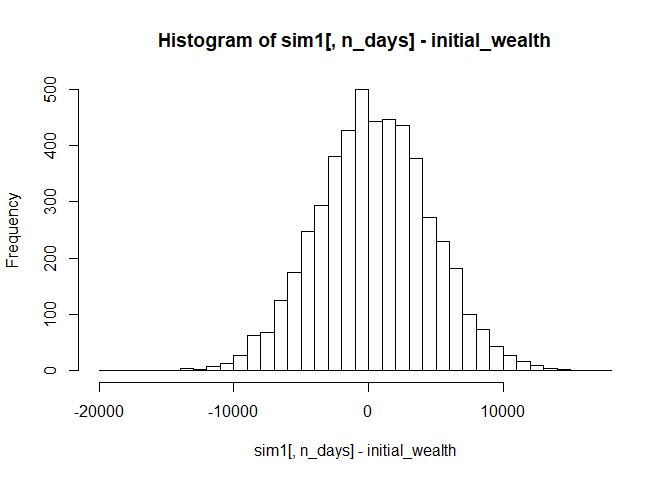 Histogram of sim1[, n_days] - initial_wealth
Frequency
500
400
300
200
100
0
-20000 -10000 0 10000
sim1[, n_days] - initial_wealth